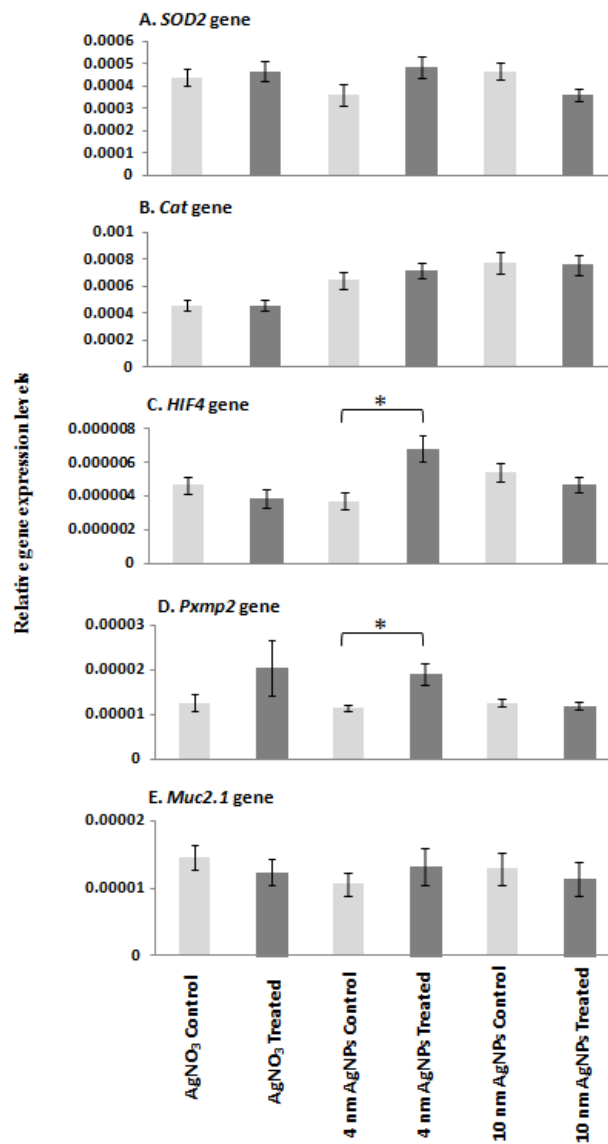 A. SOD2 gene
0.0006
0.0005
0.0004
0.0003
0.0002
0.0001
0
B. Cat gene
0.001
0.0008
0.0006
0.0004
0.0002
0
C. HIF4 gene
*
0.000008
0.000006
0.000004
0.000002
0
D. Pxmp2 gene
*
0.00003
0.00002
0.00001
0
E. Muc2.1 gene
0.00002
0.00001
0
Relative gene expression levels
AgNO₃ Control
AgNO₃ Treated
4 nm AgNPs Control
4 nm AgNPs Treated
10 nm AgNPs Control
10 nm AgNPs Treated